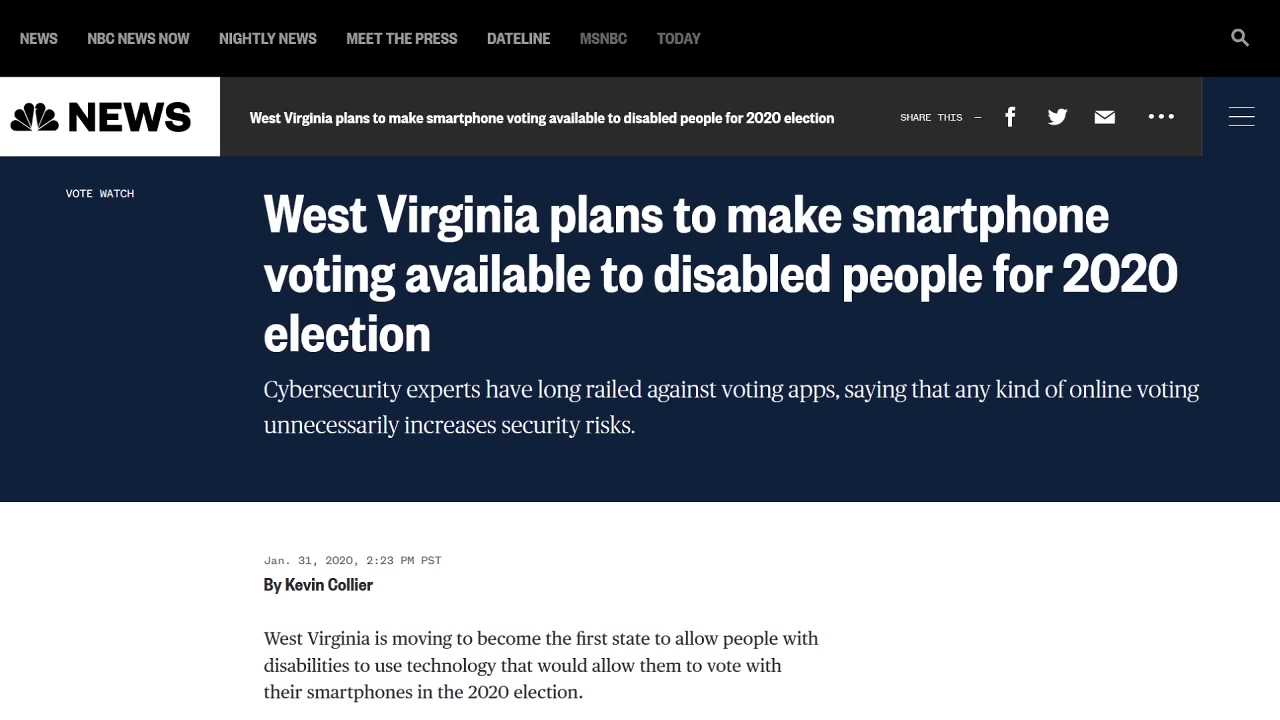 NEWS NBC NEWS NOW NIGHTLY NEWS MEET THE PRESS DATELINE MSNBC TODAY
NEWS West Virginia plans to make smartphone voting available to disabled people for 2020 election SHARE THIS —
VOTE WATCH
West Virginia plans to make smartphone
voting available to disabled people for 2020
election
Cybersecurity experts have long railed against voting apps, saying that any kind of online voting
unnecessarily increases security risks.
Jan. 31, 2020, 2:23 PM PST
By Kevin Collier
West Virginia is moving to become the first state to allow people with
disabilities to use technology that would allow them to vote with
their smartphones in the 2020 election.